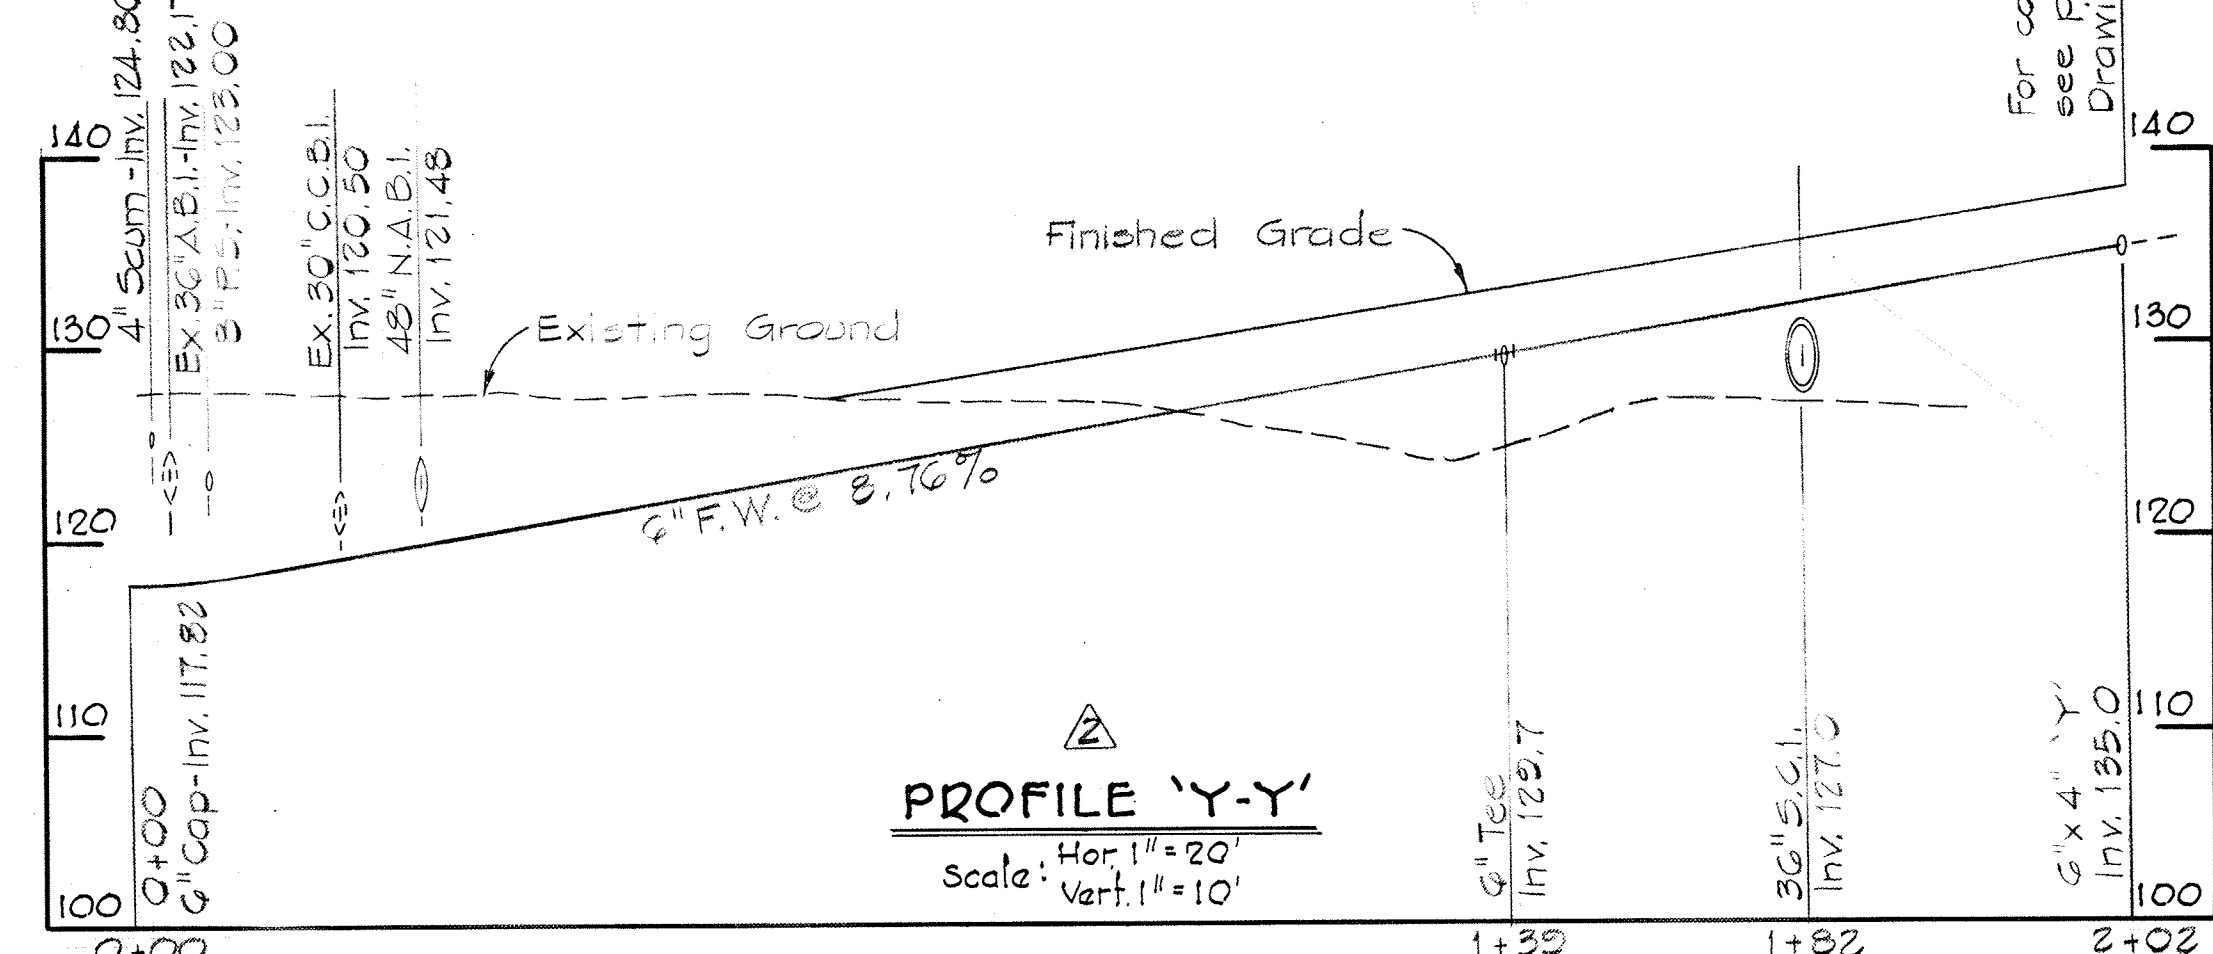 4" Scum-Inv. 124.80
Ex. 36" A.B.I.-Inv. 122.1
3" P.S.-Inv. 123.00
Ex. 30" C.C.B.I.
Inv. 120.50
48" N.A.B.I.
Inv. 121.48
For co
see p.
Drawi
140
130
120
110
100
140
130
120
110
100
Finished Grade
Existing Ground
6" F.W. @ 8.76%
0+00
6" Cap-Inv. 117.82
2
PROFILE 'Y-Y'
Scale: Hor. 1" = 20'
Vert. 1" = 10'
6" Tee
Inv. 129.7
36" S.C.I.
Inv. 127.0
6" x 4" 'Y'
Inv. 135.0
0+00
1+39
1+82
2+02